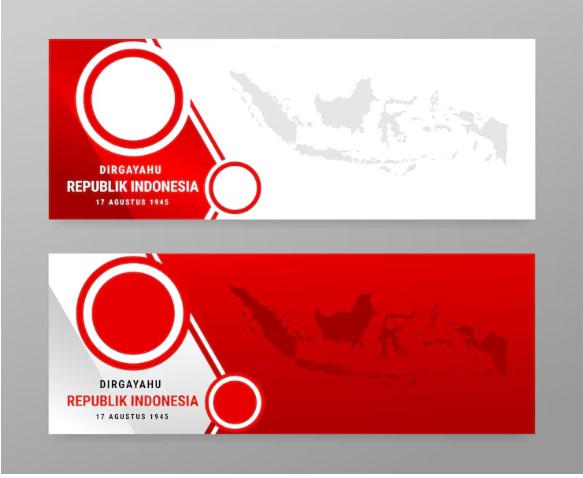 DIRGAYAHU
REPUBLIK INDONESIA
17 AGUSTUS 1945
DIRGAYAHU
REPUBLIK INDONESIA
17 AGUSTUS 1945